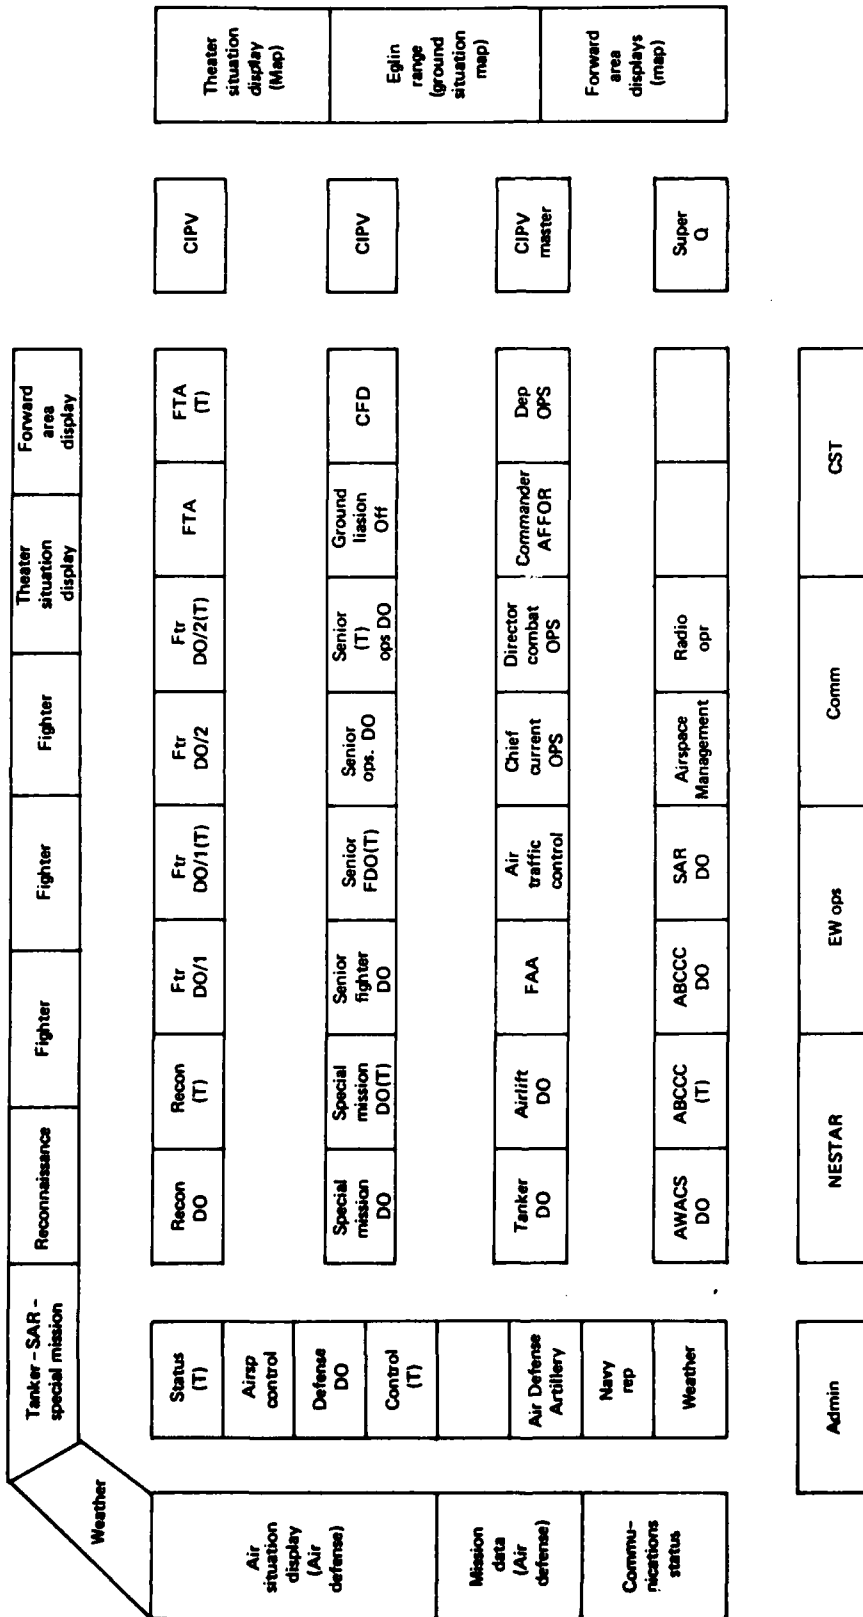 Tanker – SAR –
special mission
Reconnaissance
Fighter
Fighter
Fighter
Theater
situation
display
Forward
area
display
Weather
Air
situation
display
(Air
defense)
Mission
data
(Air
defense)
Commu-
nications
status
Status
(T)
Airsp
control
Defense
DO
Control
(T)
Air Defense
Artillery
Navy
rep
Weather
Recon
DO
Recon
(T)
Ftr
DO/1
Ftr
DO/1(T)
Ftr
DO/2
Ftr
DO/2(T)
FTA
FTA
(T)
CIPV
Special
mission
DO
Special
mission
DO(T)
Senior
fighter
DO
Senior
FDO(T)
Senior
ops. DO
Senior
(T)
ops DO
Ground
liasion
Off
CFD
CIPV
Tanker
DO
Airlift
DO
FAA
Air
traffic
control
Chief
current
OPS
Director
combat
OPS
Commander
AFFOR
Dep
OPS
CIPV
master
AWACS
DO
ABCCC
(T)
ABCCC
DO
SAR
DO
Airspace
Management
Radio
opr
Super
Q
Theater
situation
display
(Map)
Eglin
range
(ground
situation
map)
Forward
area
displays
(map)
Admin
NESTAR
EW ops
Comm
CST